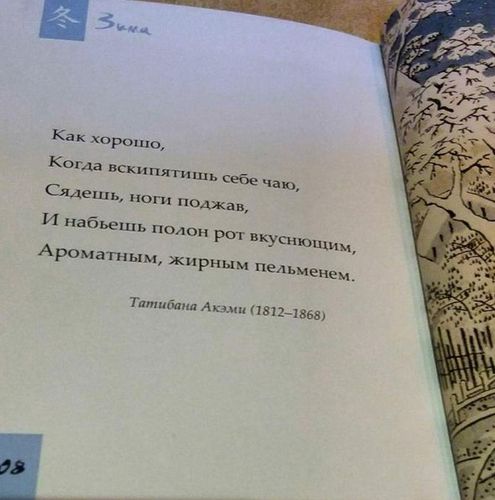 冬 Зима
Как хорошо,
Когда вскипятишь себе чаю,
Сядешь, ноги поджав,
И набьешь полон рот вкуснющим,
Ароматным, жирным пельменем.
Татибана Акэми (1812–1868)
08